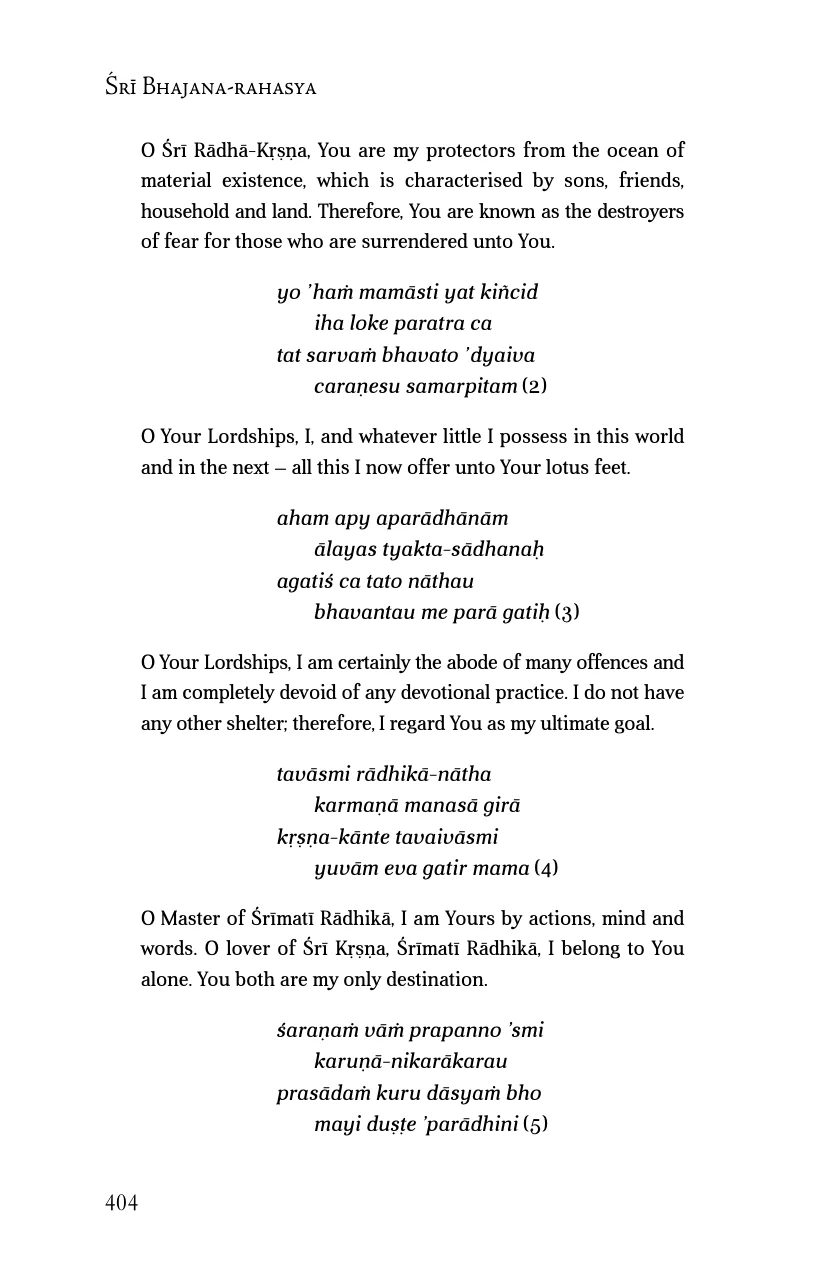 Śrī Bhajana-rahasya
O Śrī Rādhā-Kṛṣṇa, You are my protectors from the ocean of
material existence, which is characterised by sons, friends,
household and land. Therefore, You are known as the destroyers
of fear for those who are surrendered unto You.
yo ’haṁ mamāsti yat kiñcid
iha loke paratra ca
tat sarvaṁ bhavato ’dyaiva
caraṇesu samarpitam (2)
O Your Lordships, I, and whatever little I possess in this world
and in the next – all this I now offer unto Your lotus feet.
aham apy aparādhānām
ālayas tyakta-sādhanaḥ
agatiś ca tato nāthau
bhavantau me parā gatiḥ (3)
O Your Lordships, I am certainly the abode of many offences and
I am completely devoid of any devotional practice. I do not have
any other shelter; therefore, I regard You as my ultimate goal.
tavāsmi rādhikā-nātha
karmaṇā manasā girā
kṛṣṇa-kānte tavaivāsmi
yuvām eva gatir mama (4)
O Master of Śrīmatī Rādhikā, I am Yours by actions, mind and
words. O lover of Śrī Kṛṣṇa, Śrīmatī Rādhikā, I belong to You
alone. You both are my only destination.
śaraṇaṁ vāṁ prapanno ’smi
karuṇā-nikarākarau
prasādaṁ kuru dāsyaṁ bho
mayi duṣṭe ’parādhini (5)
404